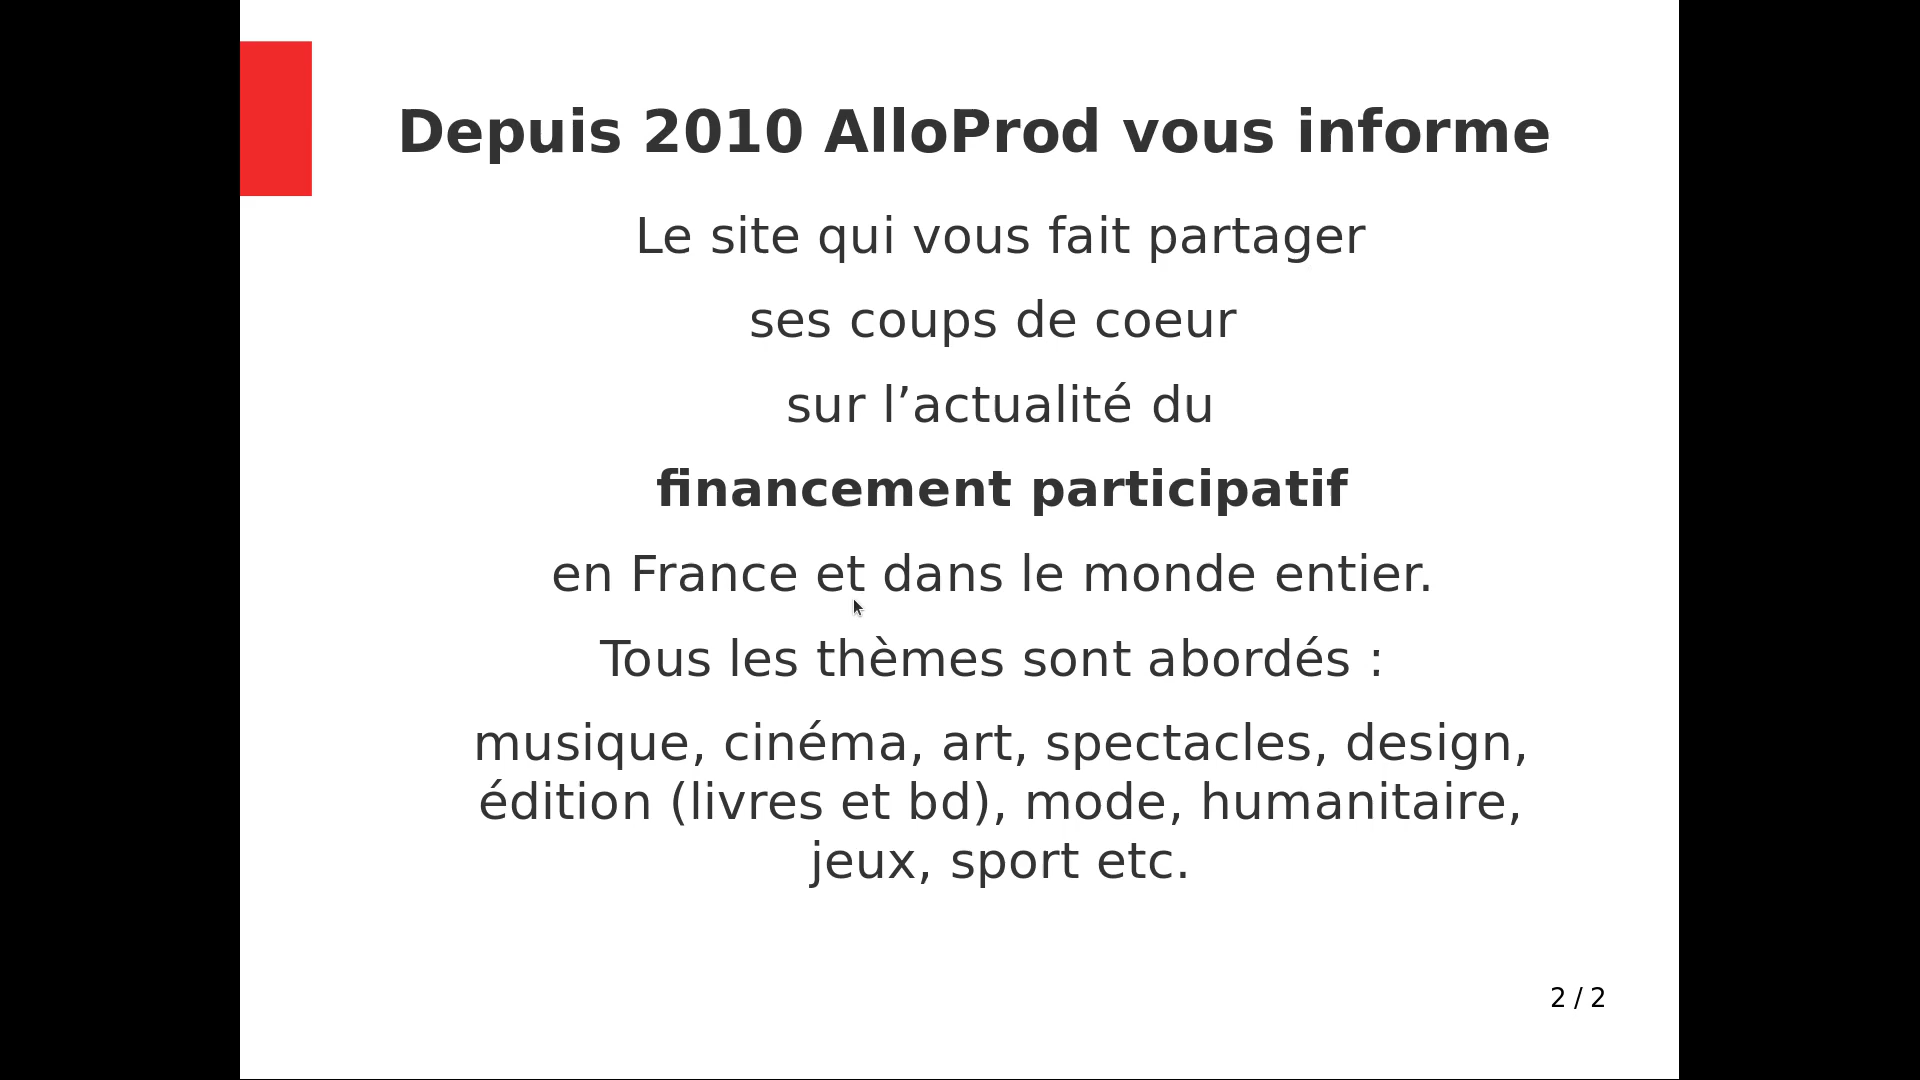 Depuis 2010 AlloProd vous informe
Le site qui vous fait partager
ses coups de coeur
sur l’actualité du
financement participatif
en France et dans le monde entier.
Tous les thèmes sont abordés :
musique, cinéma, art, spectacles, design,
édition (livres et bd), mode, humanitaire,
jeux, sport etc.
2 / 2